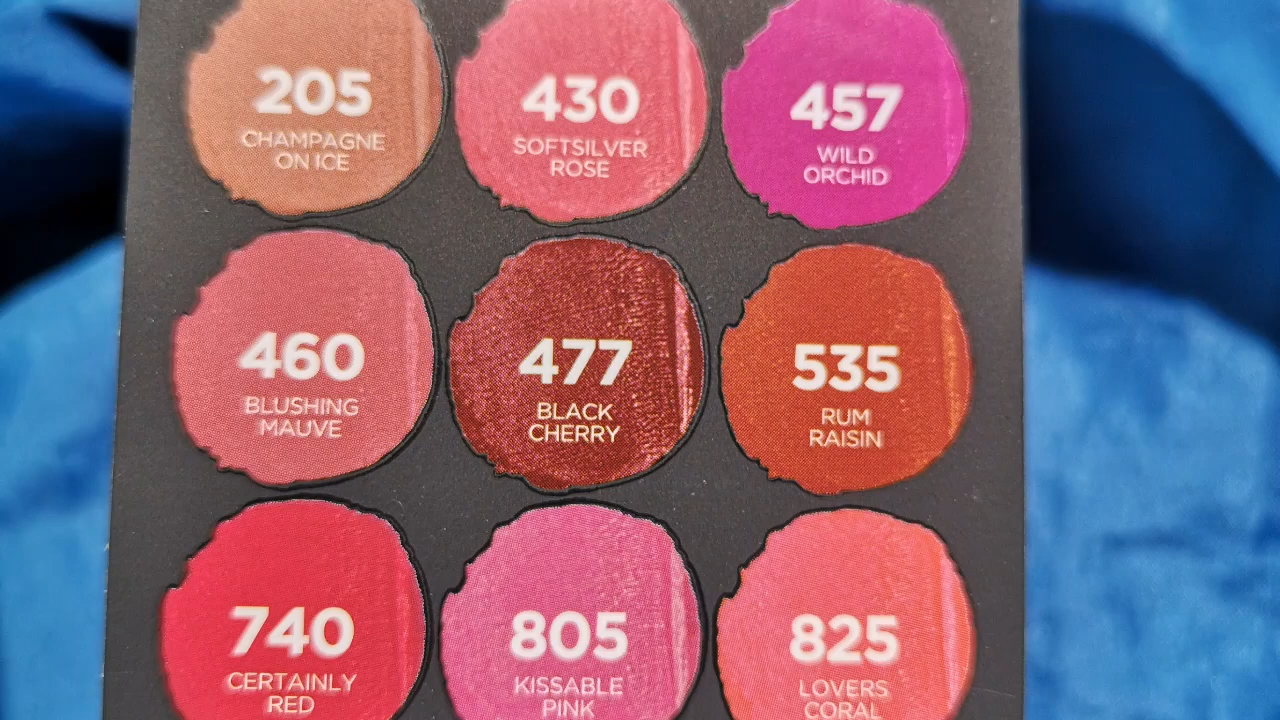 205
CHAMPAGNE
ON ICE
430
SOFTSILVER
ROSE
457
WILD
ORCHID
460
BLUSHING
MAUVE
477
BLACK
CHERRY
535
RUM
RAISIN
740
CERTAINLY
RED
805
KISSABLE
PINK
825
LOVERS
CORAL